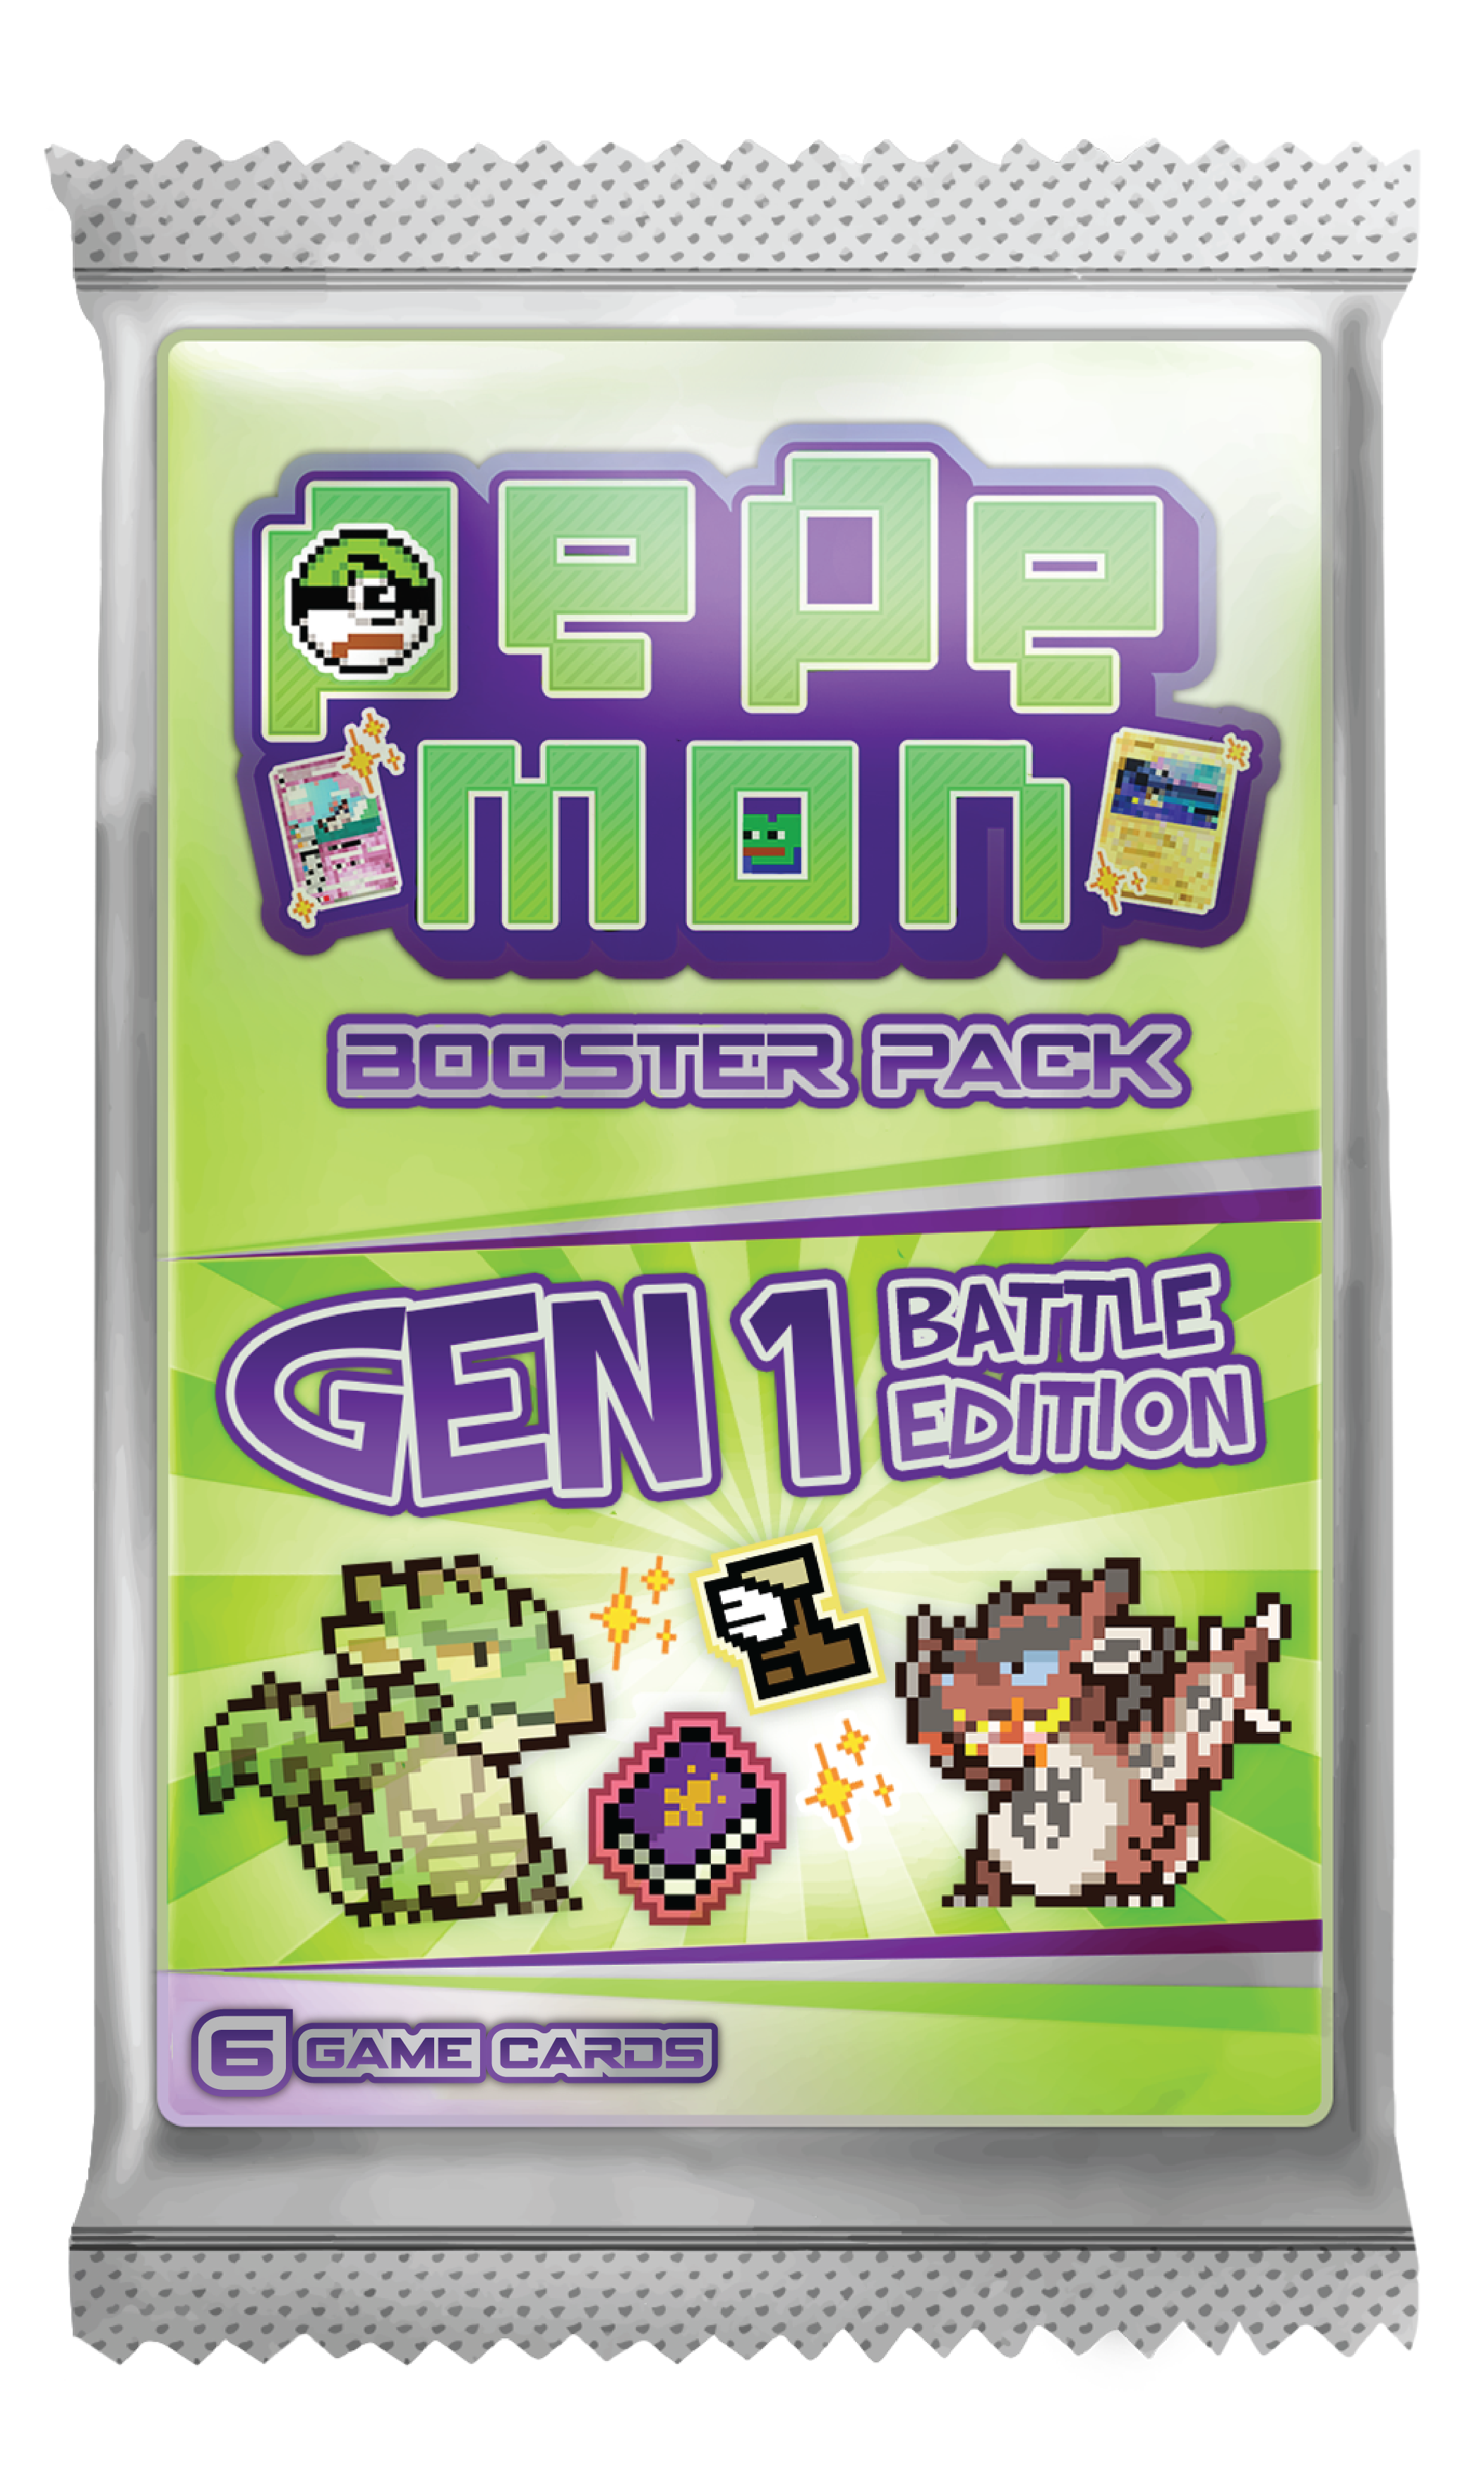 pepe
mon
BOOSTER PACK
GEN 1 BATTLE
EDITION
6 GAME CARDS